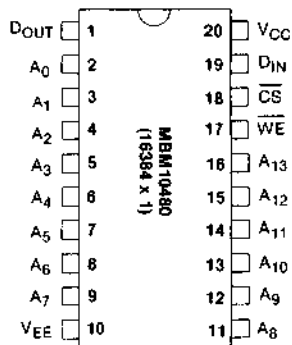 DOUT 1 20 VCC
A0 2 19 DIN
A1 3 18 C̅S̅
A2 4 17 W̅E̅
A3 5 16 A13
A4 6 15 A12
A5 7 14 A11
A6 8 13 A10
A7 9 12 A9
VEE 10 11 A8
MBM10480
(16384 x 1)